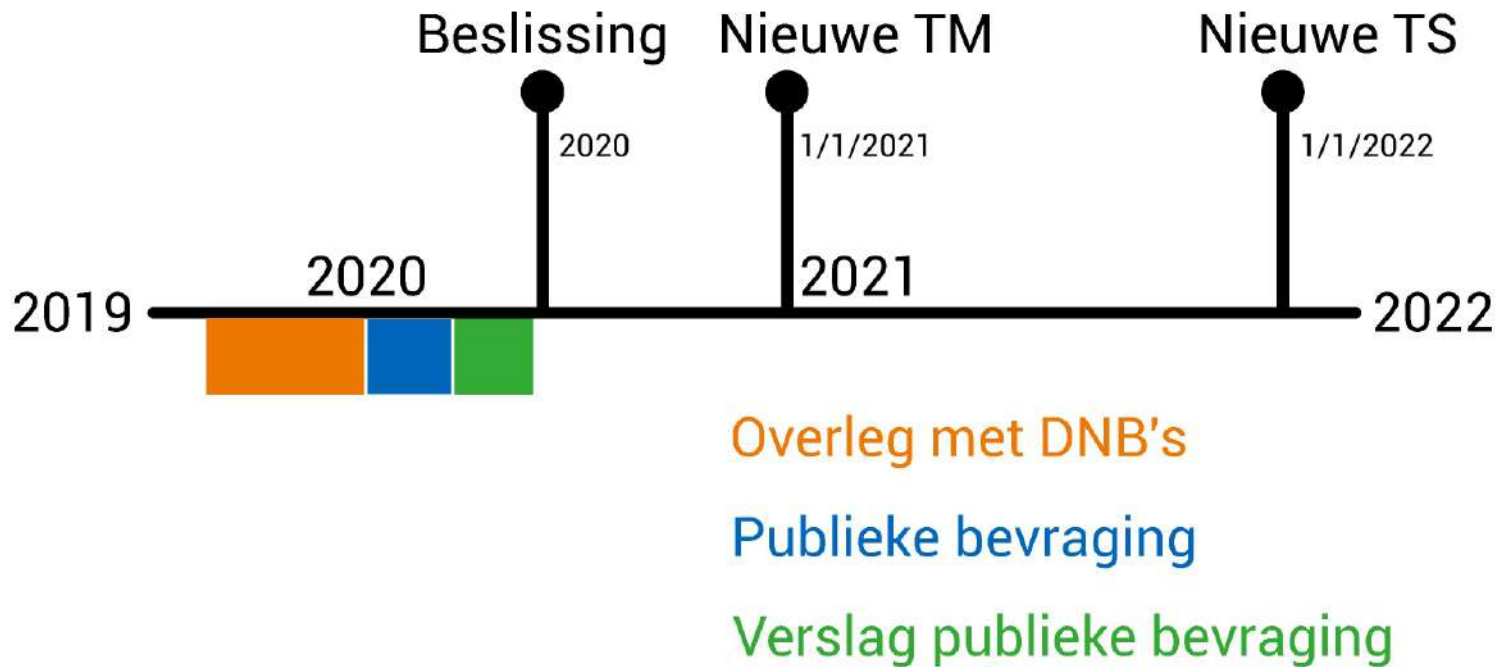 Beslissing
Nieuwe TM
Nieuwe TS
2020
1/1/2021
1/1/2022
2020
2021
2019
2022
Overleg met DNB's
Publieke bevraging
Verslag publieke bevraging